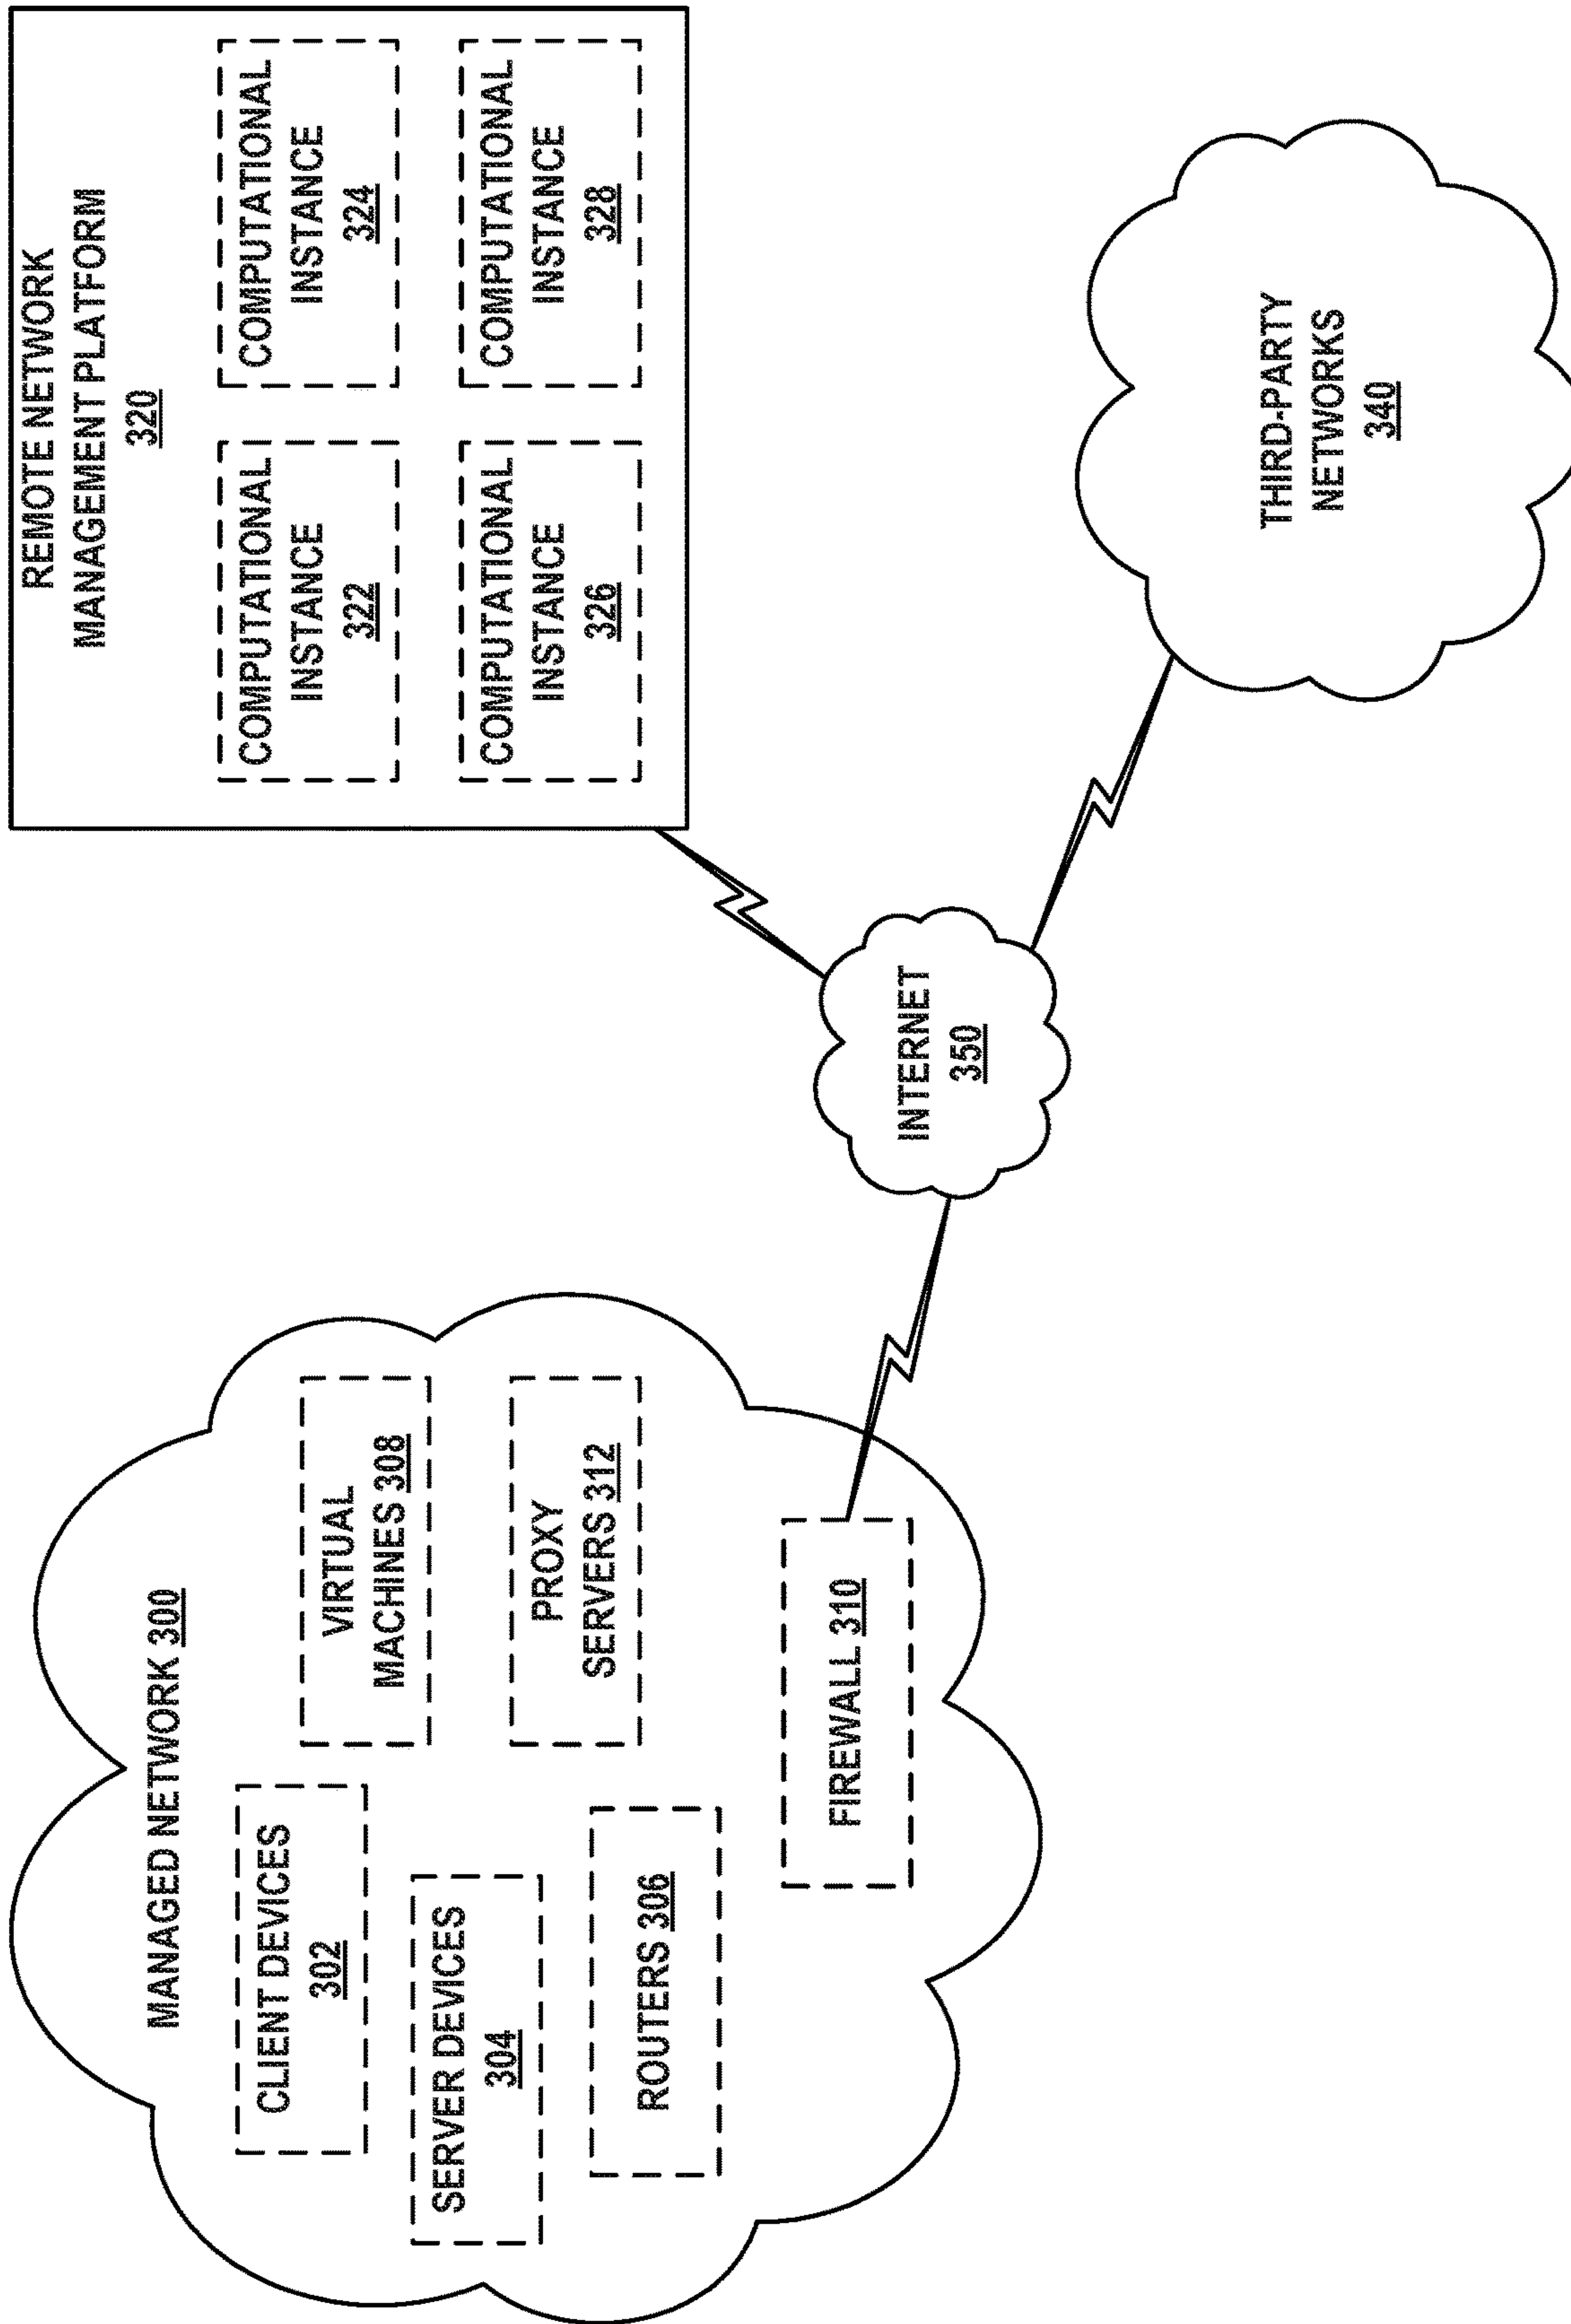 MANAGED NETWORK 300
CLIENT DEVICES
302
SERVER DEVICES
304
ROUTERS 306
VIRTUAL
MACHINES 308
PROXY
SERVERS 312
FIREWALL 310
INTERNET
350
REMOTE NETWORK
MANAGEMENT PLATFORM
320
COMPUTATIONAL
INSTANCE
322
COMPUTATIONAL
INSTANCE
324
COMPUTATIONAL
INSTANCE
326
COMPUTATIONAL
INSTANCE
328
THIRD-PARTY
NETWORKS
340